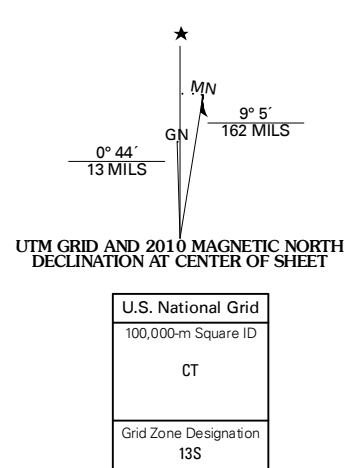 ★
MN
9° 5´
162 MILS
GN
0° 44´
13 MILS
UTM GRID AND 2010 MAGNETIC NORTH
DECLINATION AT CENTER OF SHEET
U.S. National Grid
100,000-m Square ID
CT
Grid Zone Designation
13S